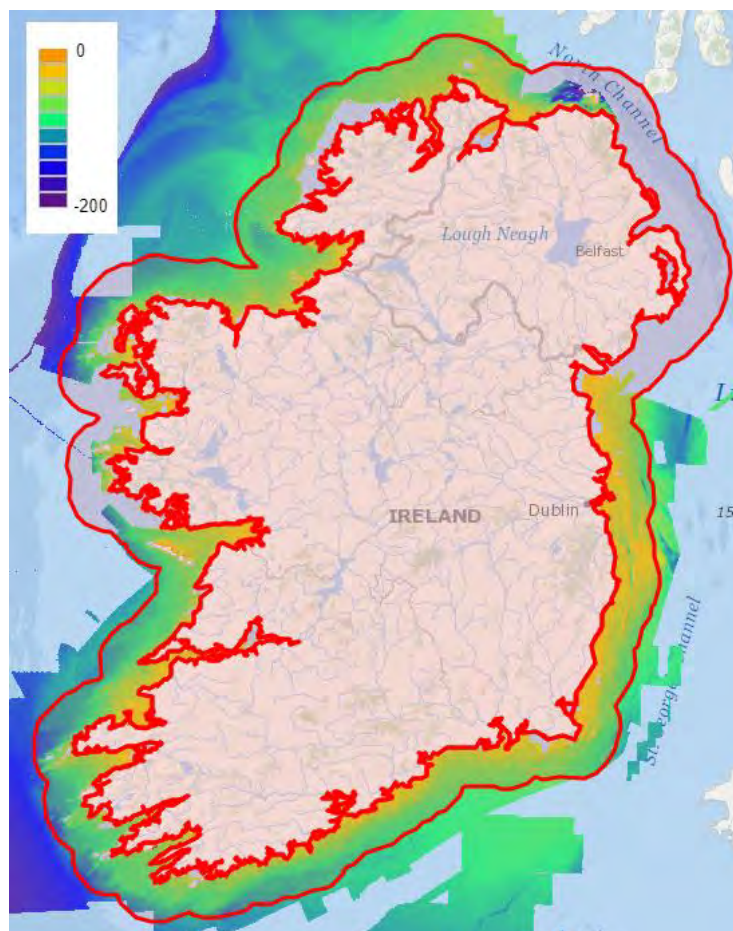 0
-200
North Channel
Lough Neagh
Belfast
IRELAND
Dublin
15
St. George's Channel